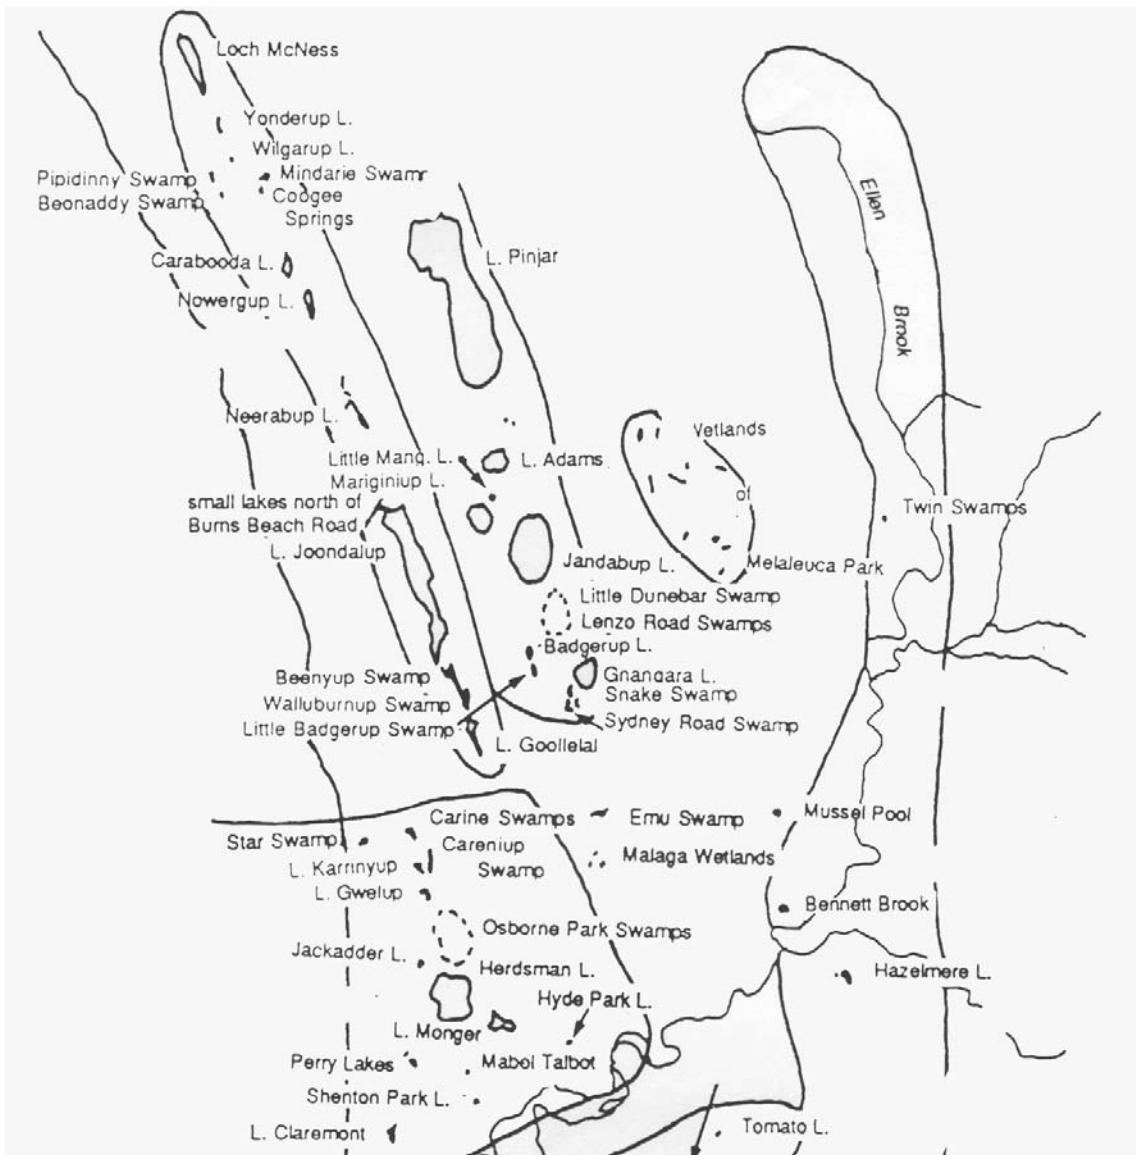 Loch McNess
Yonderup L.
Wilgarup L.
Pipidinny Swamp
Mindarie Swamr
Beonaddy Swamp
Coogee
Springs
Carabooda L.
L. Pinjar
Nowergup L.
Ellen
Brook
Neerabup L.
Vetlands
of
Melaleuca Park
Little Mang. L.
L. Adams
Mariginiup L.
small lakes north of
Burns Beach Road
Twin Swamps
L. Joondalup
Jandabup L.
Little Dunebar Swamp
Lenzo Road Swamps
Badgerup L.
Beenyup Swamp
Gnangara L.
Snake Swamp
Walluburnup Swamp
Little Badgerup Swamp
Sydney Road Swamp
L. Goollelal
Carine Swamps
Emu Swamp
Mussel Pool
Star Swamp
Careniup
Swamp
Malaga Wetlands
L. Karrinyup
L. Gwelup
Bennett Brook
Osborne Park Swamps
Jackadder L.
Herdsman L.
Hazelmere L.
Hyde Park L.
L. Monger
Perry Lakes
Mabol Talbot
Shenton Park L.
L. Claremont
Tomato L.